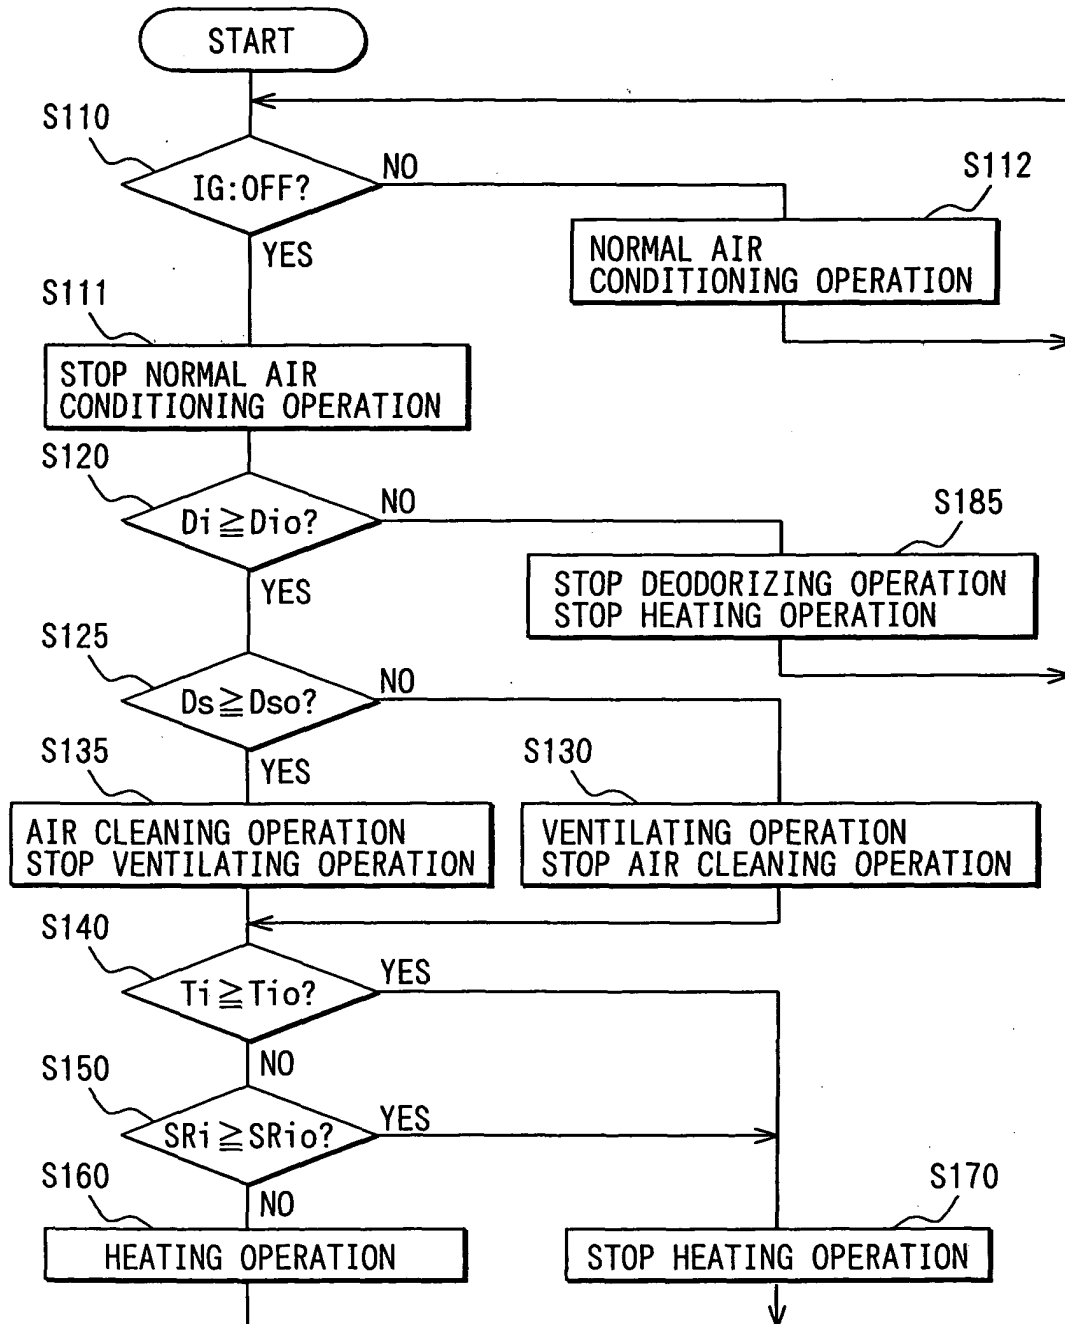 START
S110
IG:OFF?
NO
YES
S112
NORMAL AIR
CONDITIONING OPERATION
S111
STOP NORMAL AIR
CONDITIONING OPERATION
S120
Di≧Dio?
NO
YES
S185
STOP DEODORIZING OPERATION
STOP HEATING OPERATION
S125
Ds≧Dso?
NO
YES
S135
AIR CLEANING OPERATION
STOP VENTILATING OPERATION
S130
VENTILATING OPERATION
STOP AIR CLEANING OPERATION
S140
Ti≧Tio?
YES
NO
S150
SRi≧SRio?
YES
NO
S160
HEATING OPERATION
S170
STOP HEATING OPERATION